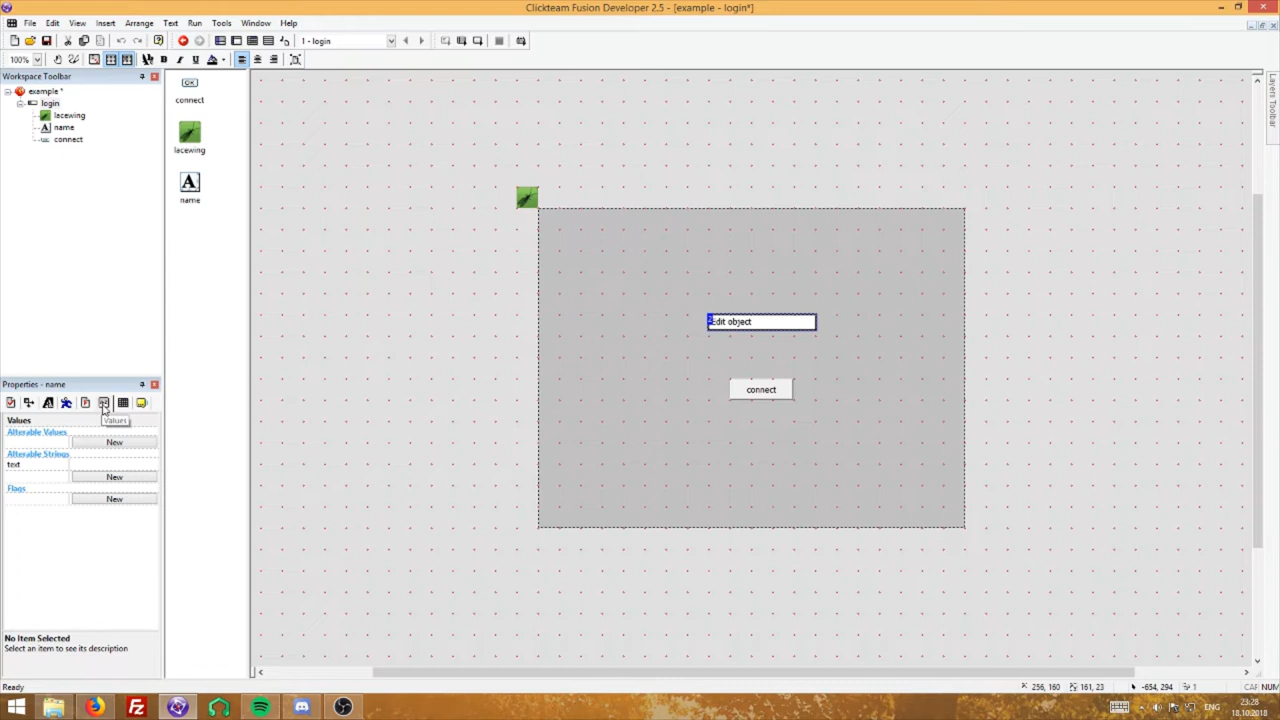 Clickteam Fusion Developer 2.5 - [example - login*]
File Edit View Insert Arrange Text Run Tools Window Help
1 - login
100%
B I U A
Workspace Toolbar
example *
login
lacewing
name
connect
OK
connect
lacewing
A
name
Edit object
connect
Layers Toolbar
Properties - name
Values
Values
Alterable Values
New
Alterable Strings
text
New
Flags
New
No Item Selected
Select an item to see its description
Ready
256, 160
161, 23
-654, 294
1
CAF NUM
Fz
ENG
23:28
18.10.2018